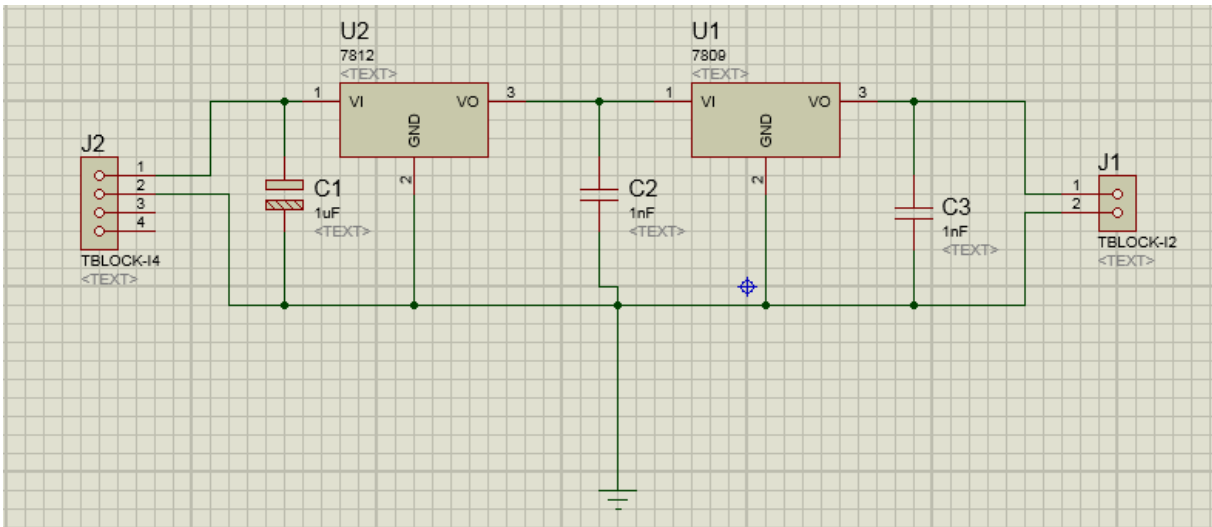 U2
7812
<TEXT>
1
VI
VO
3
GND
2
U1
7809
<TEXT>
1
VI
VO
3
GND
2
J2
1
2
3
4
TBLOCK-I4
<TEXT>
C1
1uF
<TEXT>
C2
1nF
<TEXT>
C3
1nF
<TEXT>
J1
1
2
TBLOCK-I2
<TEXT>